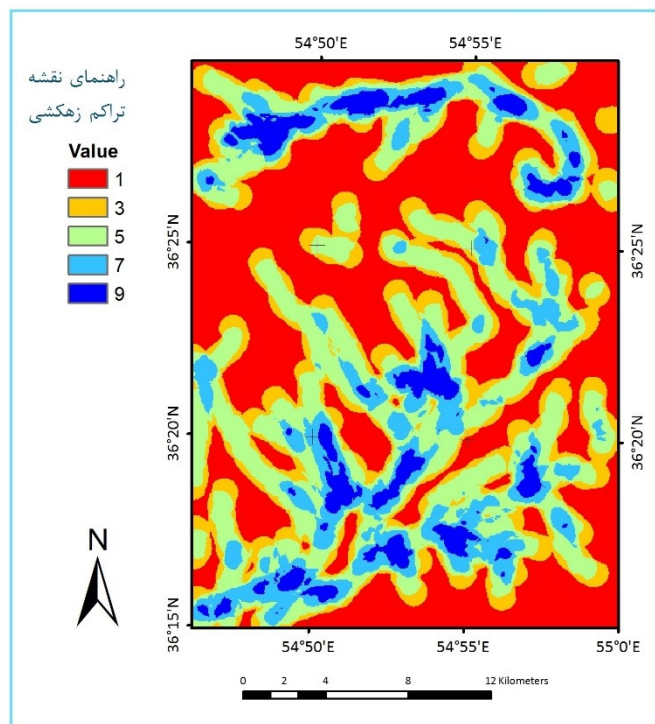 54°50'E 54°55'E
راهنمای نقشه
تراکم زهکشی
Value
1
3
5
7
9
36°25'N 36°25'N
36°20'N 36°20'N
36°15'N
N
54°50'E 54°55'E 55°0'E
0 2 4 8 12 Kilometers